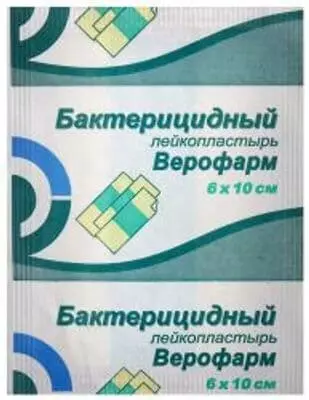 Бактерицидный
лейкопластырь
Верофарм
6 х 10 см
Бактерицидный
лейкопластырь
Верофарм
6 х 10 см